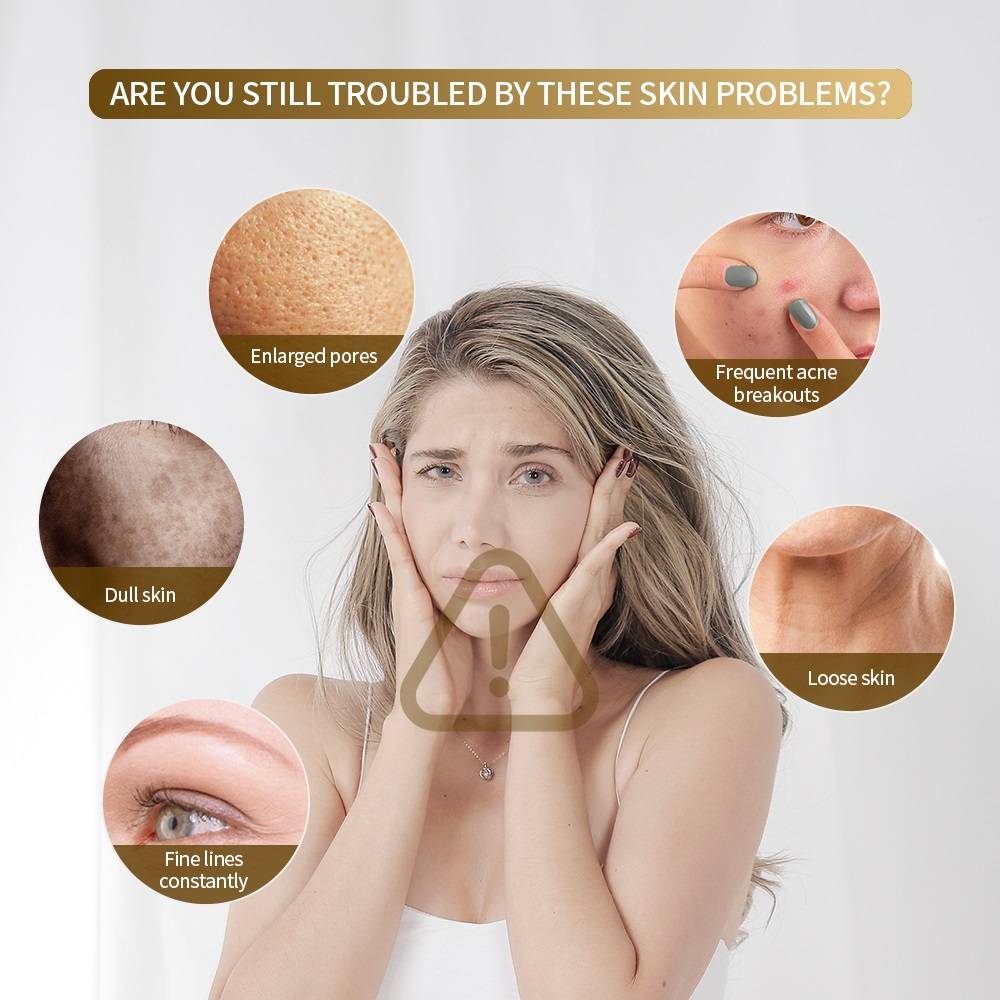 ARE YOU STILL TROUBLED BY THESE SKIN PROBLEMS?
Enlarged pores
Frequent acne
breakouts
Dull skin
Loose skin
Fine lines
constantly